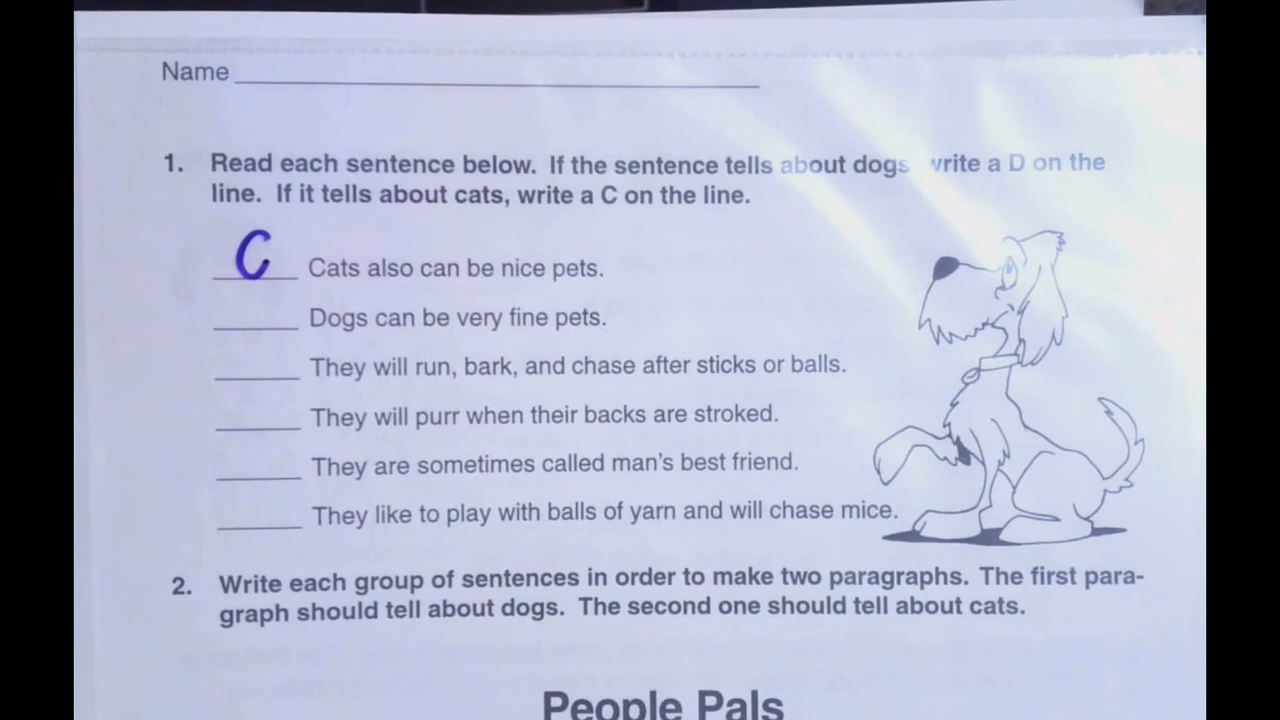 Name
1. Read each sentence below. If the sentence tells about dogs write a D on the
line. If it tells about cats, write a C on the line.
C Cats also can be nice pets.
Dogs can be very fine pets.
They will run, bark, and chase after sticks or balls.
They will purr when their backs are stroked.
They are sometimes called man's best friend.
They like to play with balls of yarn and will chase mice.
2. Write each group of sentences in order to make two paragraphs. The first para-
graph should tell about dogs. The second one should tell about cats.
People Pals